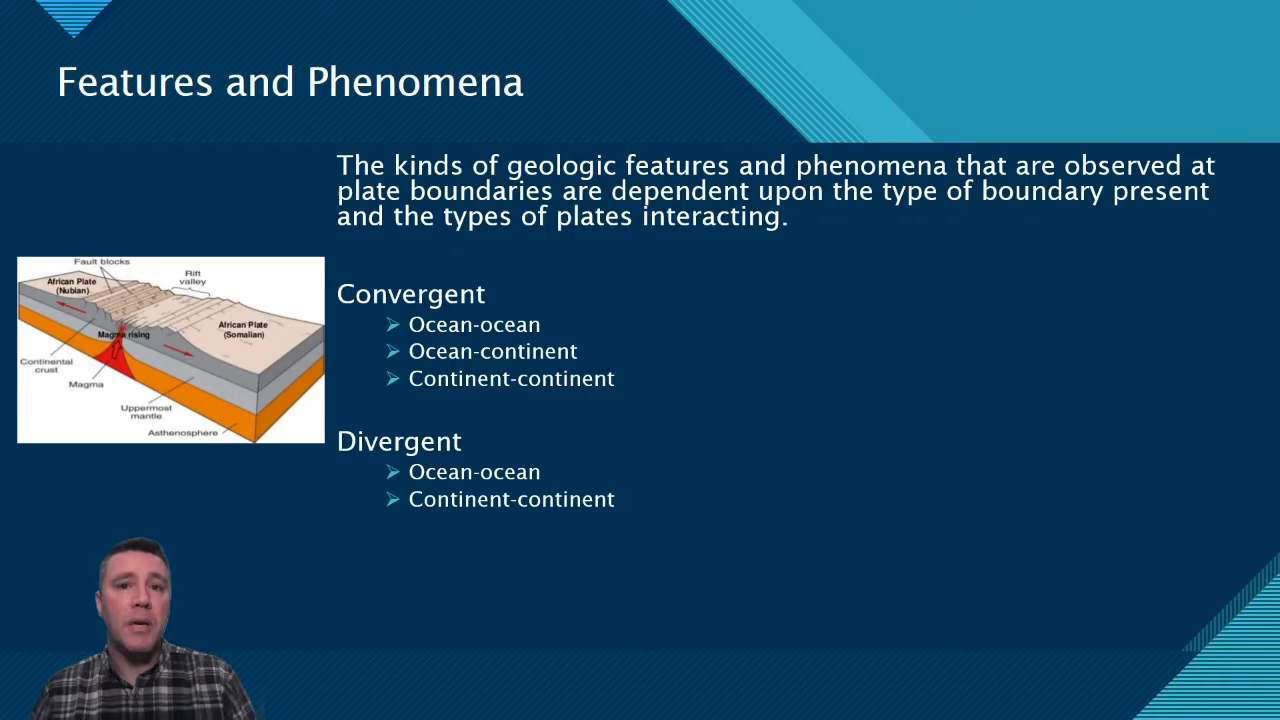 Features and Phenomena
The kinds of geologic features and phenomena that are observed at
plate boundaries are dependent upon the type of boundary present
and the types of plates interacting.
Fault blocks
Rift
valley
African Plate
(Nubian)
African Plate
(Somalian)
Magma rising
Continental
crust
Magma
Uppermost
mantle
Asthenosphere
Convergent
Ocean-ocean
Ocean-continent
Continent-continent
Divergent
Ocean-ocean
Continent-continent